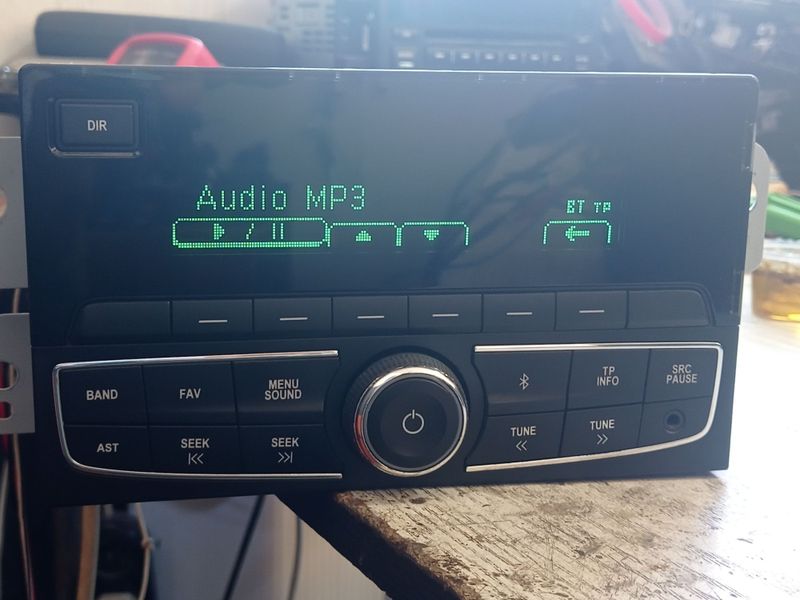 DIR
Audio MP3
BT TP
BAND
FAV
MENU
SOUND
TP
INFO
SRC
PAUSE
AST
SEEK
SEEK
TUNE
TUNE